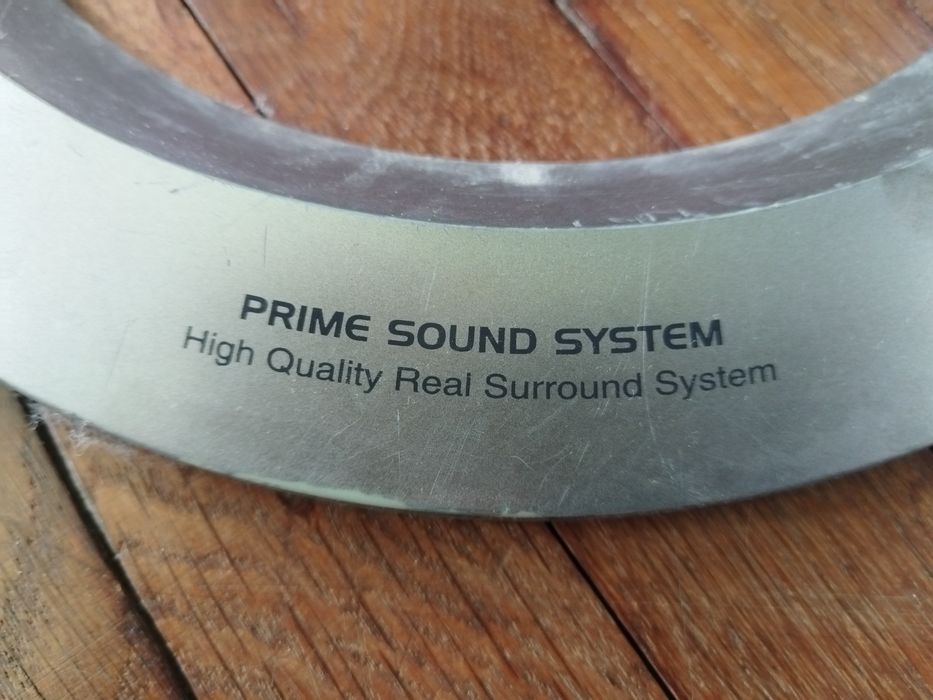 PRIME SOUND SYSTEM
High Quality Real Surround System